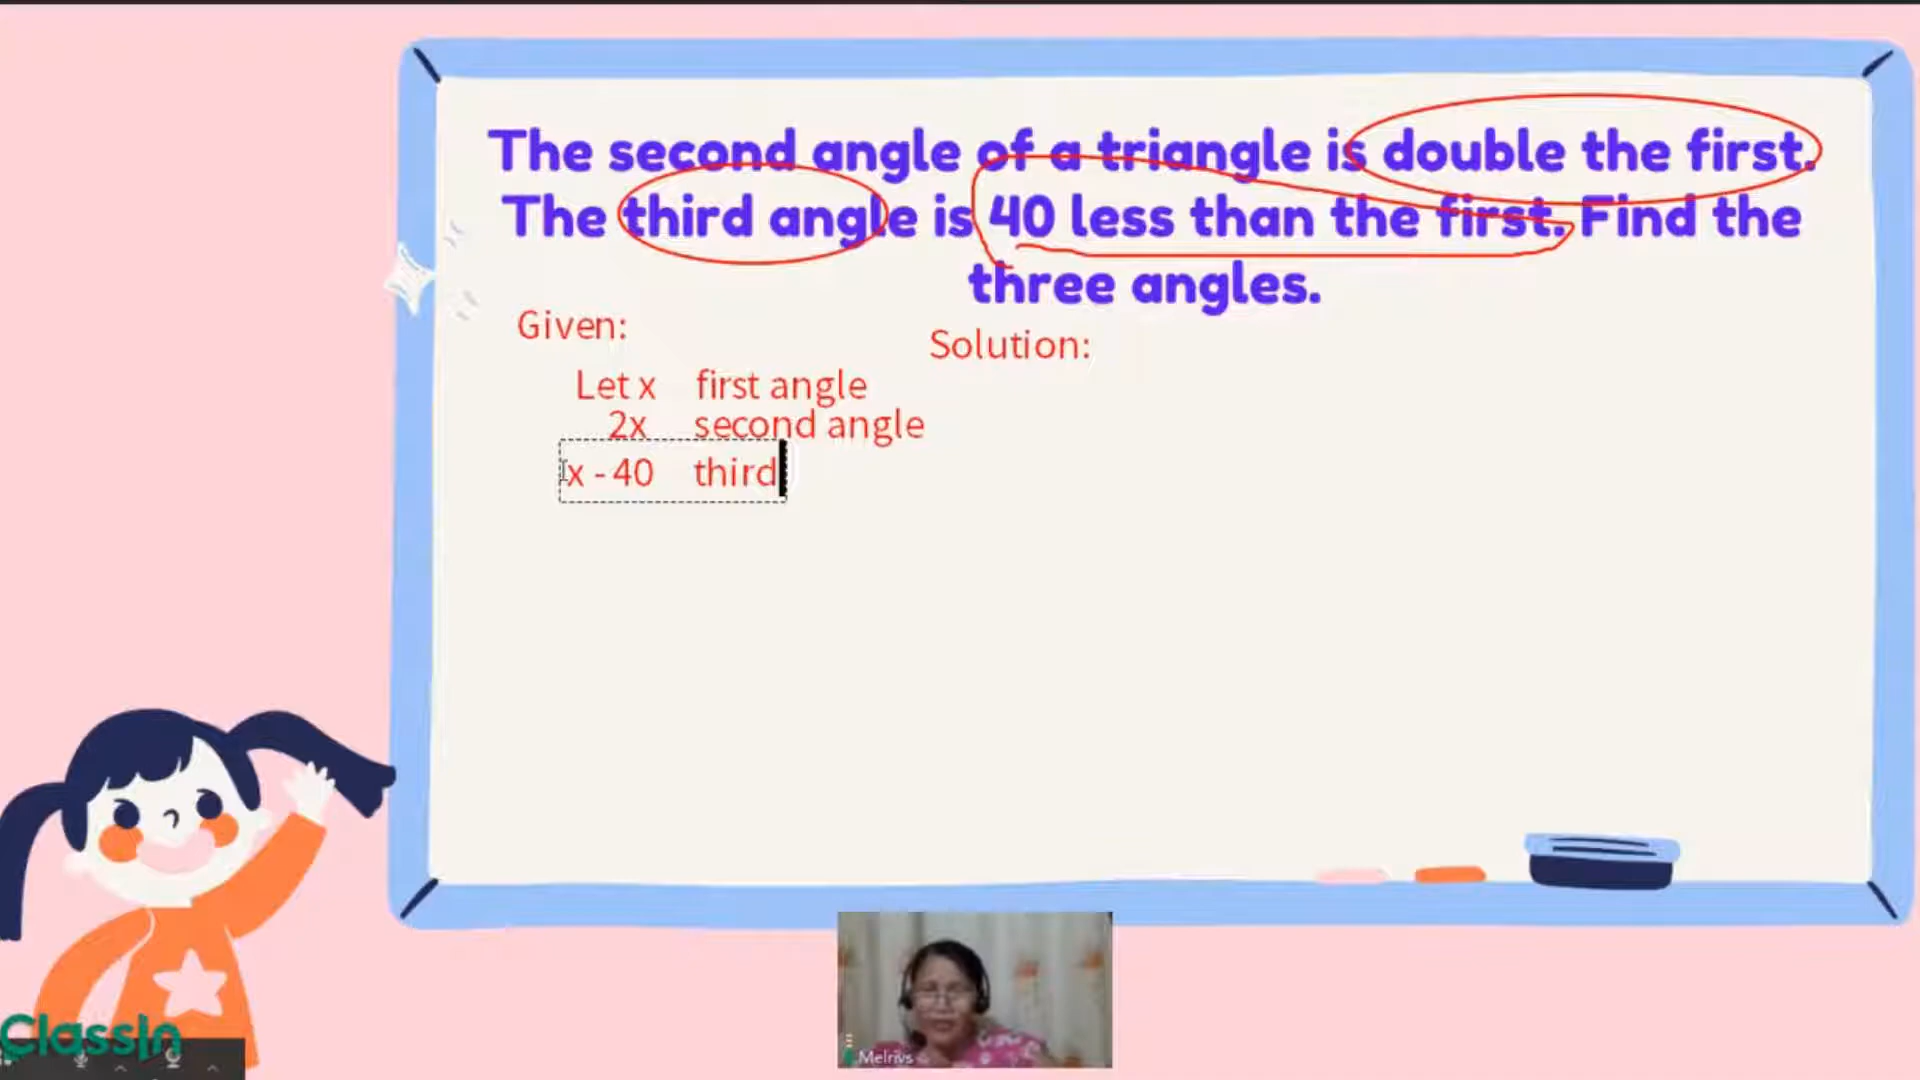 The second angle of a triangle is double the first.
The third angle is 40 less than the first. Find the
three angles.
Given:
Solution:
Let x first angle
2x second angle
x - 40 third
ClassIn
Melrivs